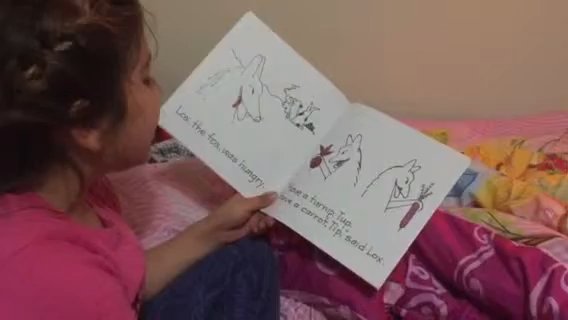 Lox, the fox, was hungry.
ave a turnip, Tup,
ave a carrot, Tip," said Lox.